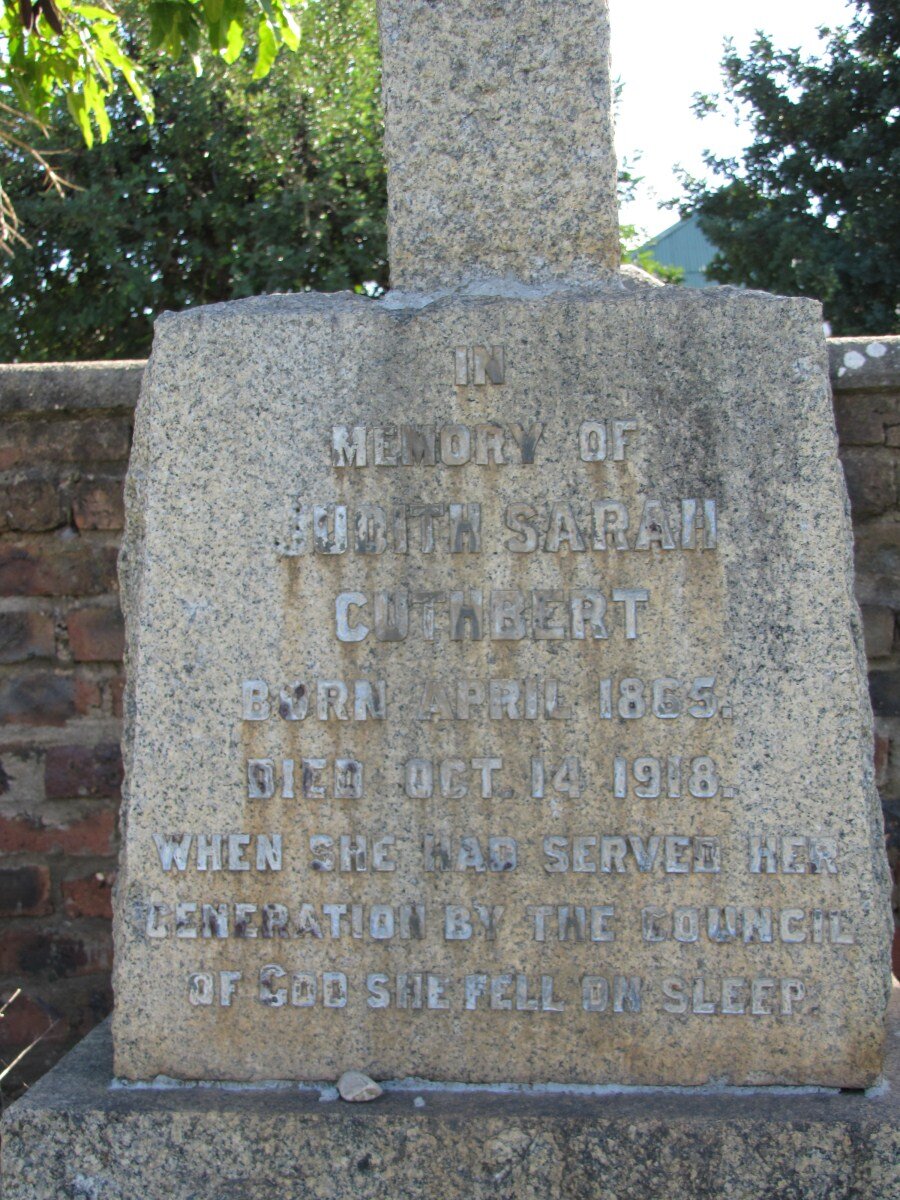 IN
MEMORY OF
JUDITH SARAH
CUTHBERT
BORN APRIL 1865.
DIED OCT. 14 1918.
WHEN SHE HAD SERVED HER
GENERATION BY THE COUNCIL
OF GOD SHE FELL ON SLEEP.